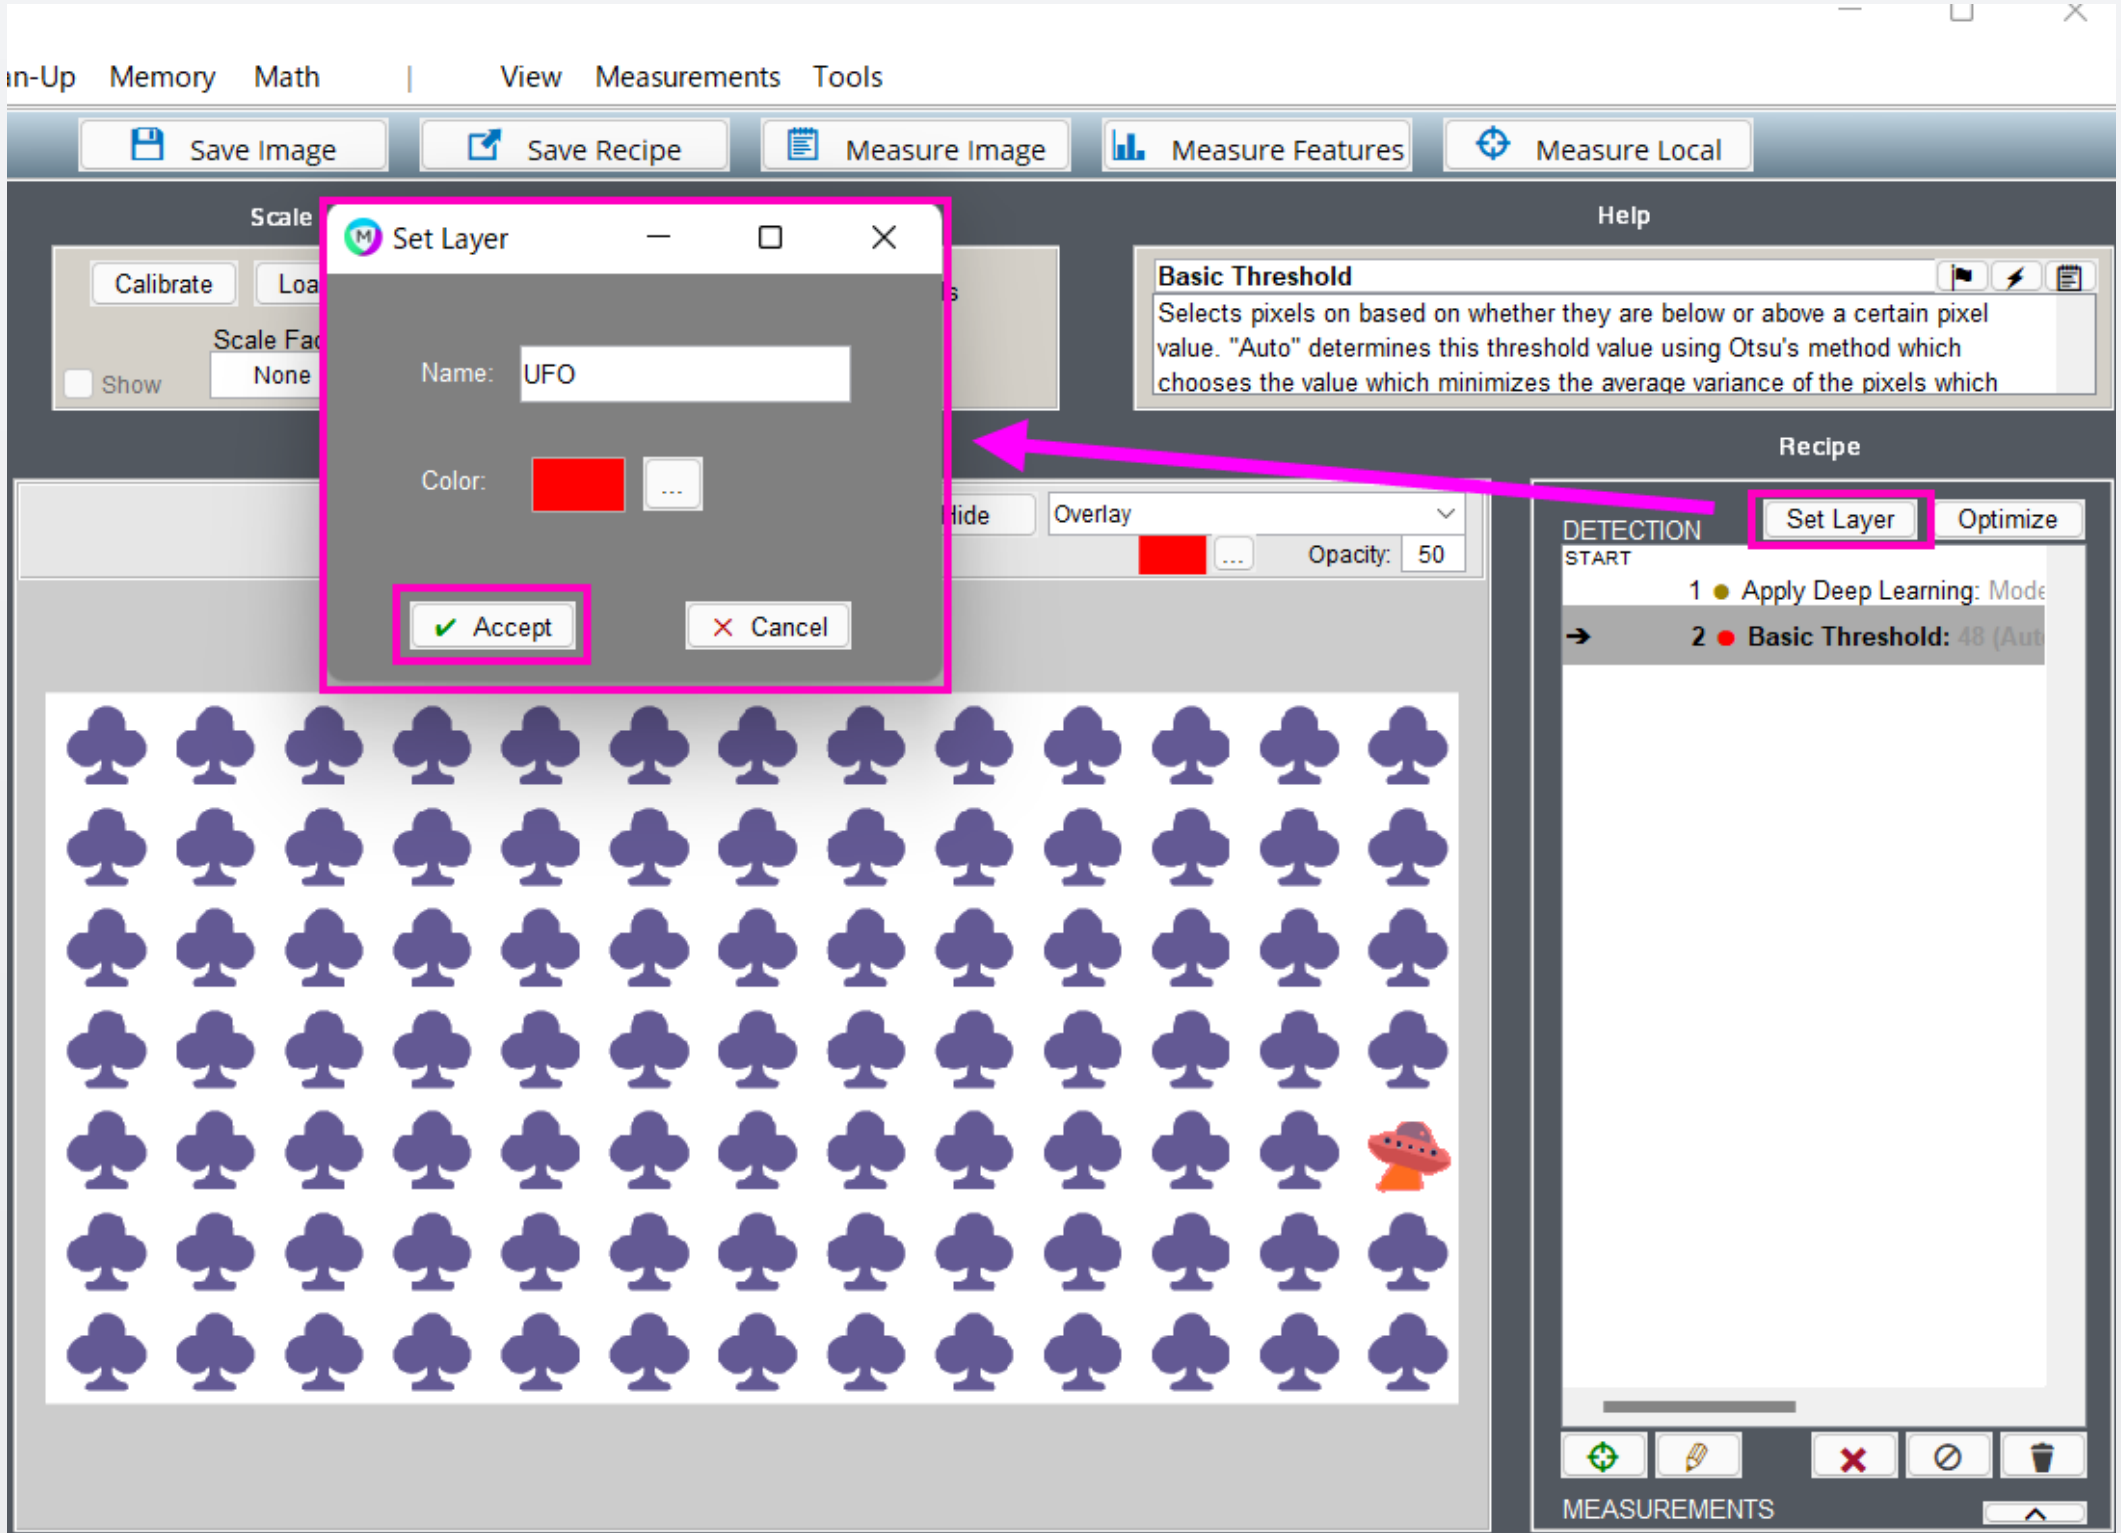 an-Up Memory Math | View Measurements Tools
Save Image Save Recipe Measure Image Measure Features Measure Local
Scale
Calibrate
Scale
None
Show
Set Layer
Name: UFO
Color: ...
Accept Cancel
Help
Basic Threshold
Selects pixels on based on whether they are below or above a certain pixel
value. "Auto" determines this threshold value using Otsu's method which
chooses the value which minimizes the average variance of the pixels which
Hide Overlay
... Opacity: 50
Recipe
DETECTION Set Layer Optimize
START
1 Apply Deep Learning: Mode
2 Basic Threshold: 48 (Aut
MEASUREMENTS